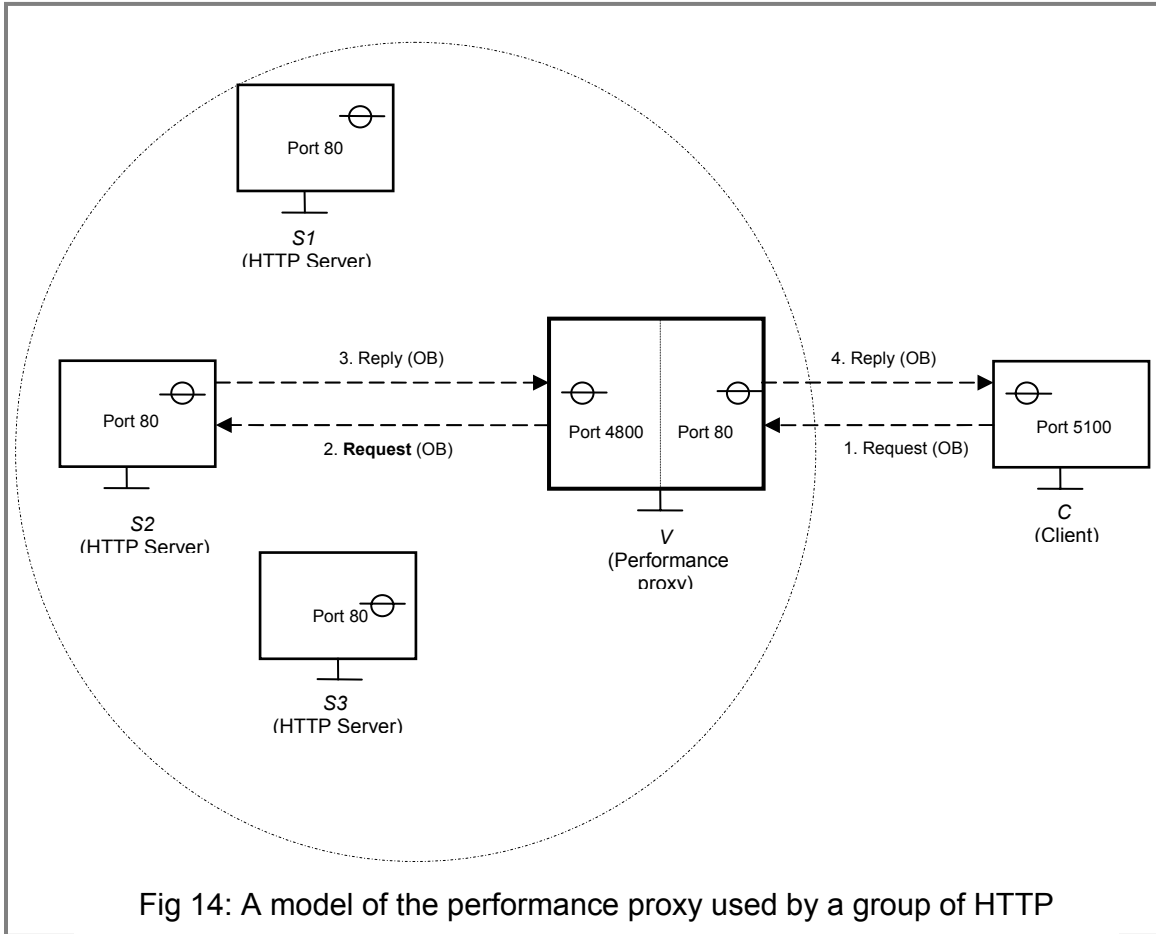 Port 80
S1
(HTTP Server)
3. Reply (OB)
4. Reply (OB)
Port 80
Port 4800
Port 80
Port 5100
2. Request (OB)
1. Request (OB)
S2
(HTTP Server)
V
(Performance
proxy)
C
(Client)
Port 80
S3
(HTTP Server)
Fig 14: A model of the performance proxy used by a group of HTTP